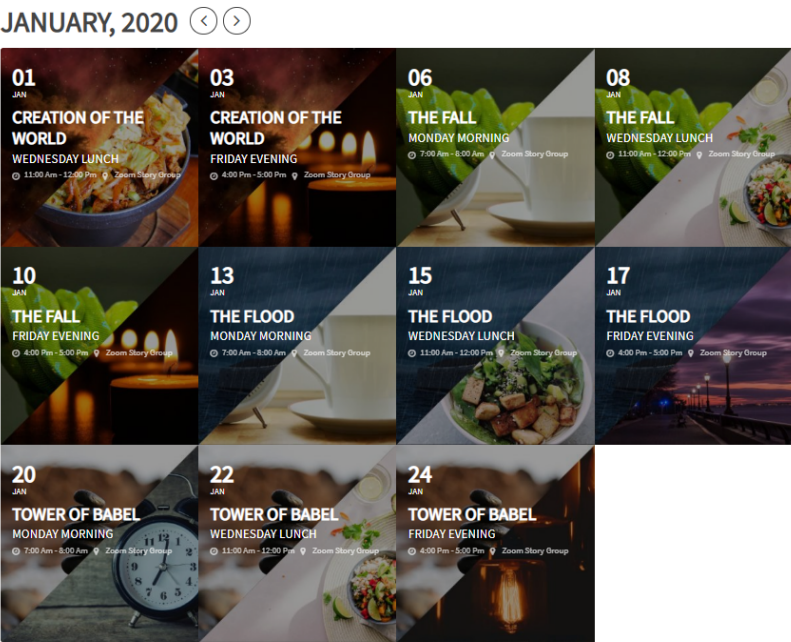 JANUARY, 2020
01
JAN
CREATION OF THE
WORLD
WEDNESDAY LUNCH
11:00 Am - 12:00 Pm Zoom Story Group
03
JAN
CREATION OF THE
WORLD
FRIDAY EVENING
4:00 Pm - 5:00 Pm Zoom Story Group
06
JAN
THE FALL
MONDAY MORNING
7:00 Am - 8:00 Am Zoom Story Group
08
JAN
THE FALL
WEDNESDAY LUNCH
11:00 Am - 12:00 Pm Zoom Story Group
10
JAN
THE FALL
FRIDAY EVENING
4:00 Pm - 5:00 Pm Zoom Story Group
13
JAN
THE FLOOD
MONDAY MORNING
7:00 Am - 8:00 Am Zoom Story Group
15
JAN
THE FLOOD
WEDNESDAY LUNCH
11:00 Am - 12:00 Pm Zoom Story Group
17
JAN
THE FLOOD
FRIDAY EVENING
4:00 Pm - 5:00 Pm Zoom Story Group
20
JAN
TOWER OF BABEL
MONDAY MORNING
7:00 Am - 8:00 Am Zoom Story Group
22
JAN
TOWER OF BABEL
WEDNESDAY LUNCH
11:00 Am - 12:00 Pm Zoom Story Group
24
JAN
TOWER OF BABEL
FRIDAY EVENING
4:00 Pm - 5:00 Pm Zoom Story Group